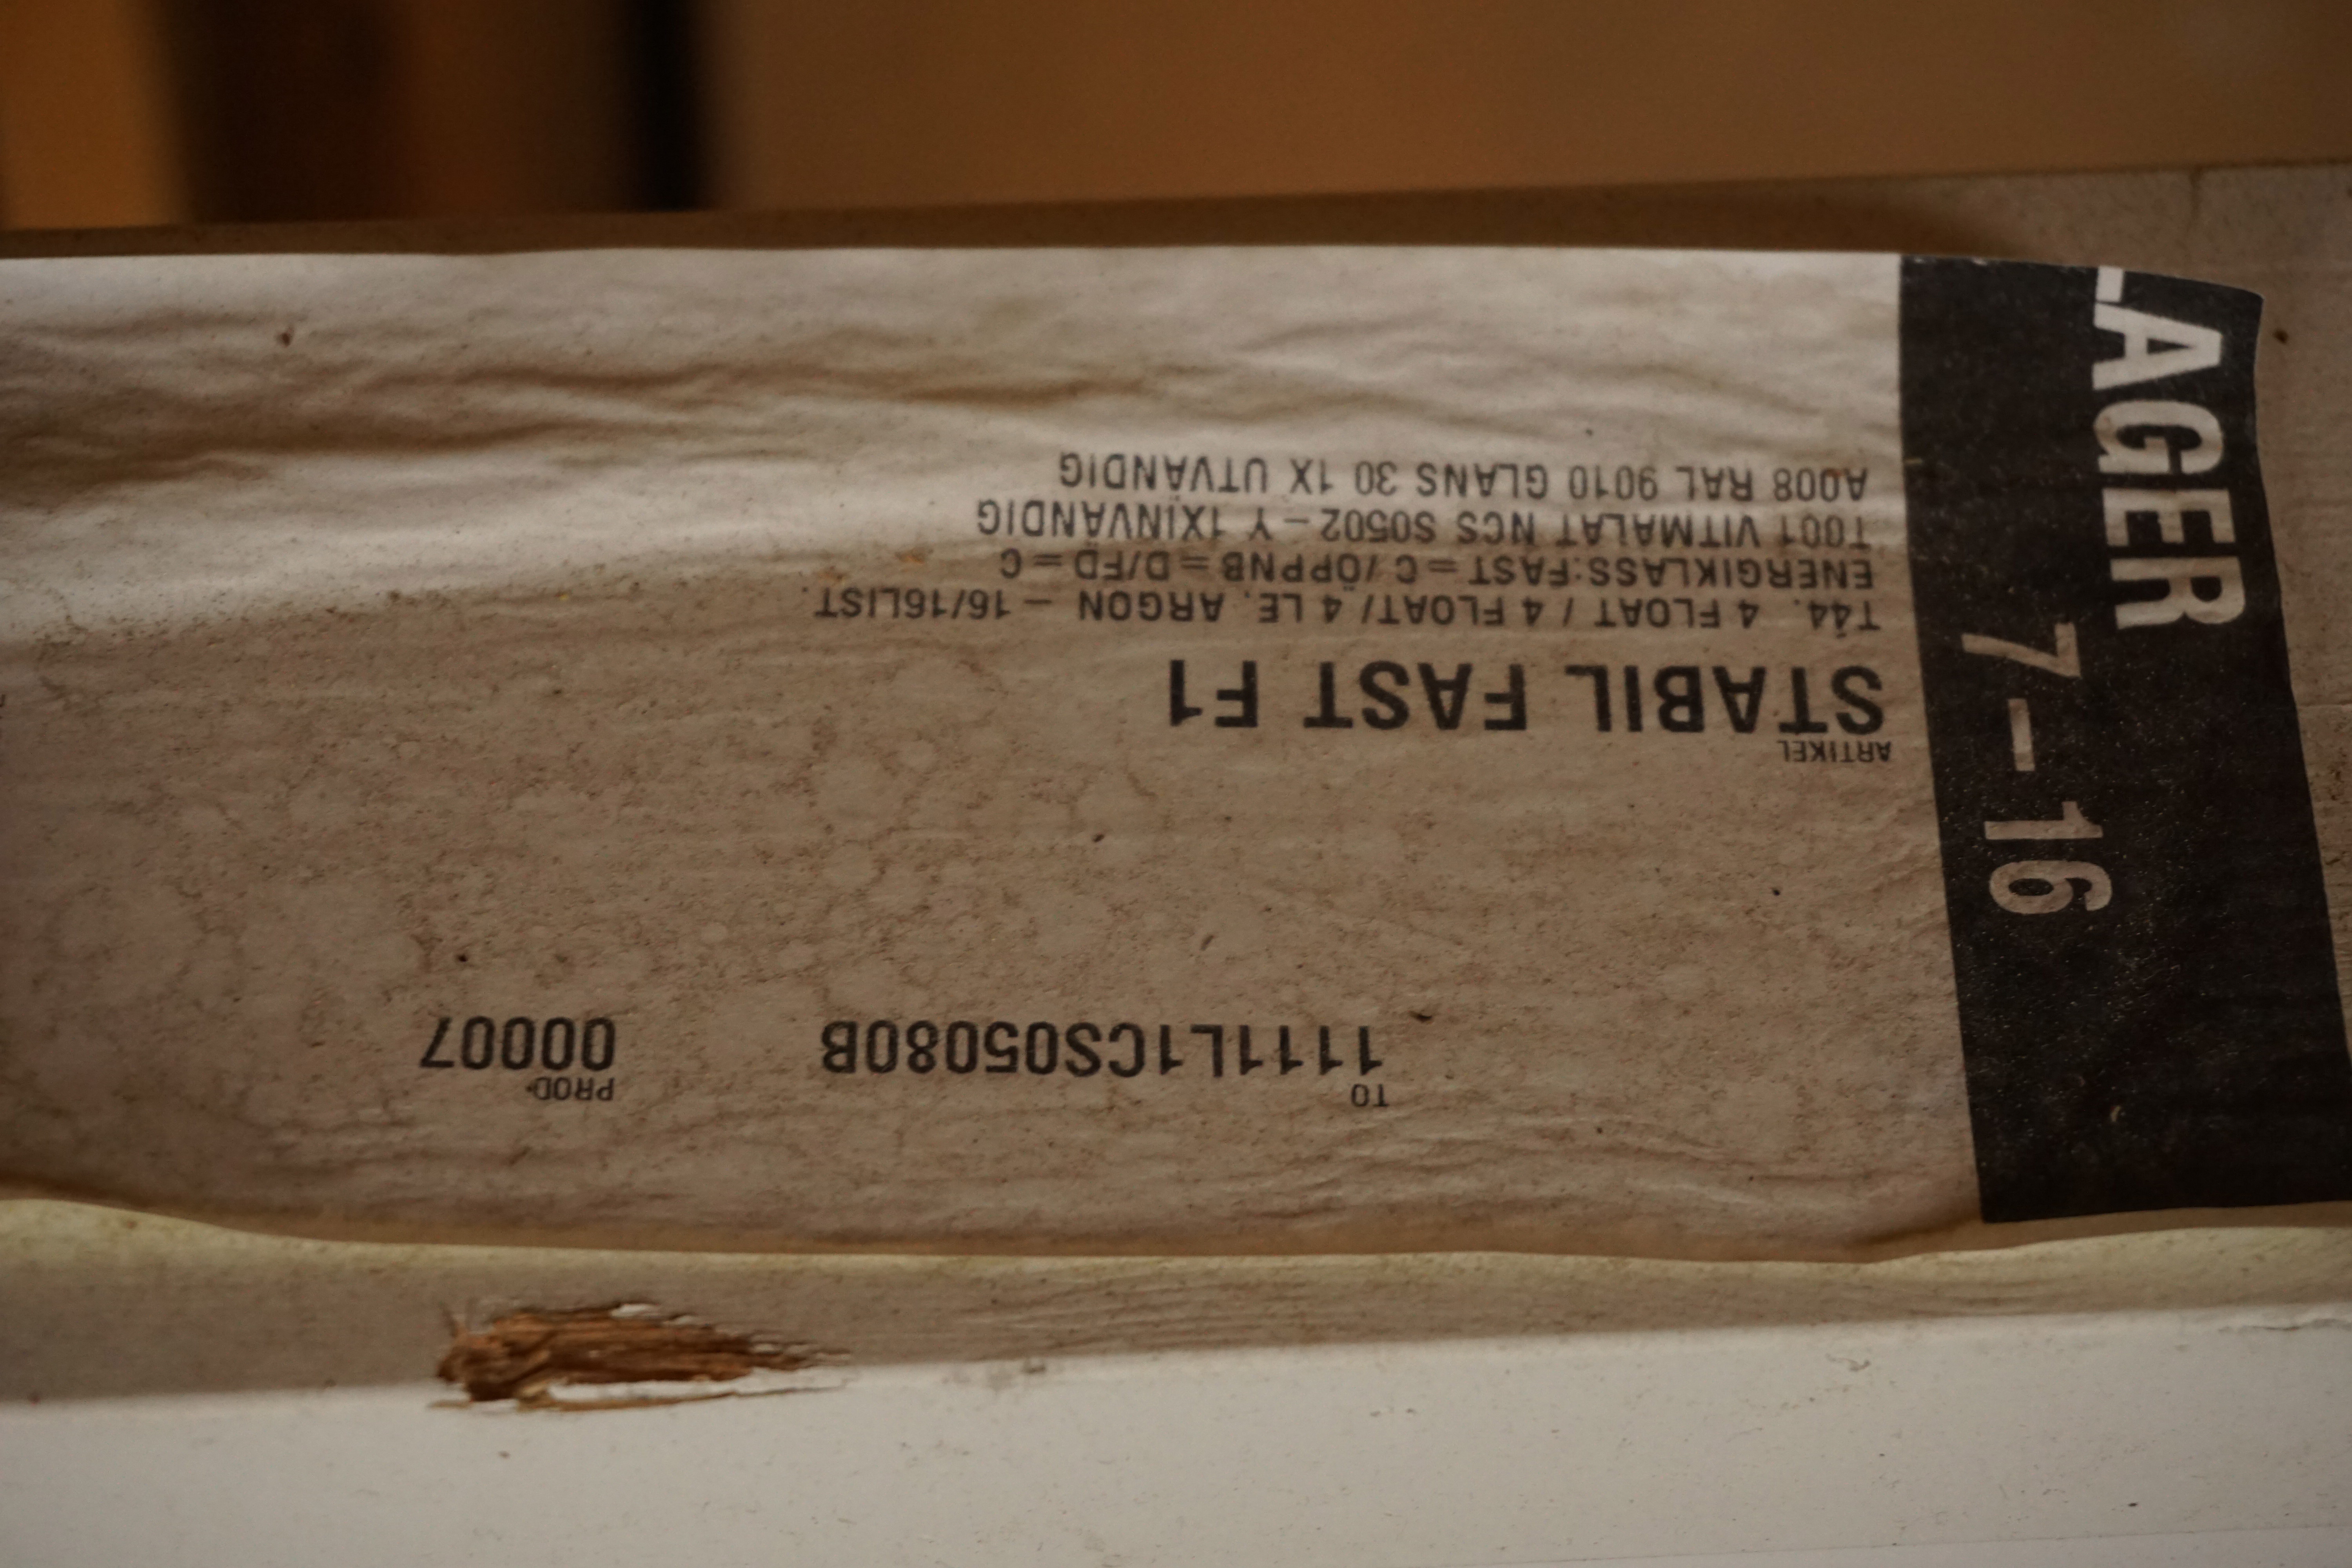 TO
1111L1CS05080B
PROD·
00007
ARTIKEL
STABIL FAST F1
T44. 4 FLOAT / 4 FLOAT/ 4 LE. ARGON – 16/16LIST.
ENERGIKLASS:FAST=C /ÖPPNB=D/FD=C
T001 VITMALAT NCS S0502-Y 1XINVÄNDIG
A008 RAL 9010 GLANS 30 1X UTVÄNDIG
LAGER
7-16